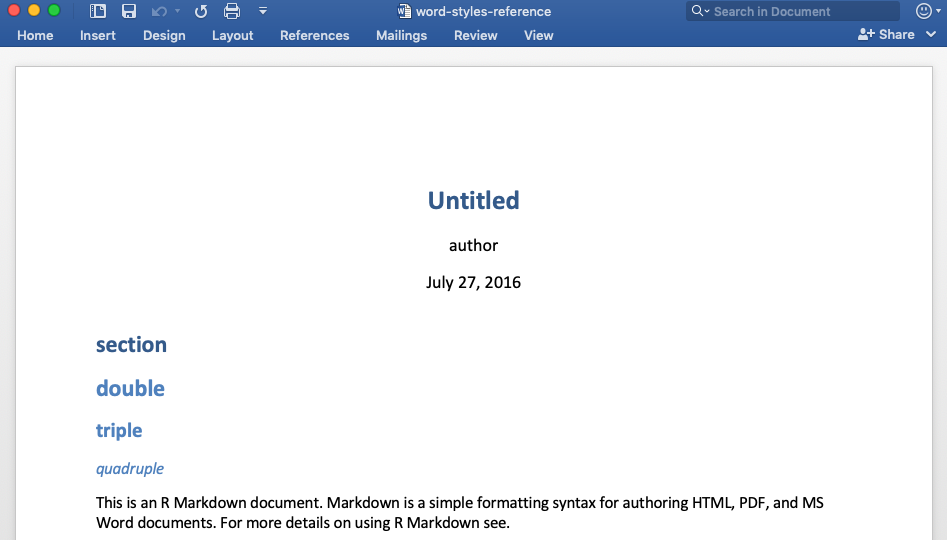 word-styles-reference
Search in Document
Home Insert Design Layout References Mailings Review View
Share
Untitled
author
July 27, 2016
section
double
triple
quadruple
This is an R Markdown document. Markdown is a simple formatting syntax for authoring HTML, PDF, and MS
Word documents. For more details on using R Markdown see.